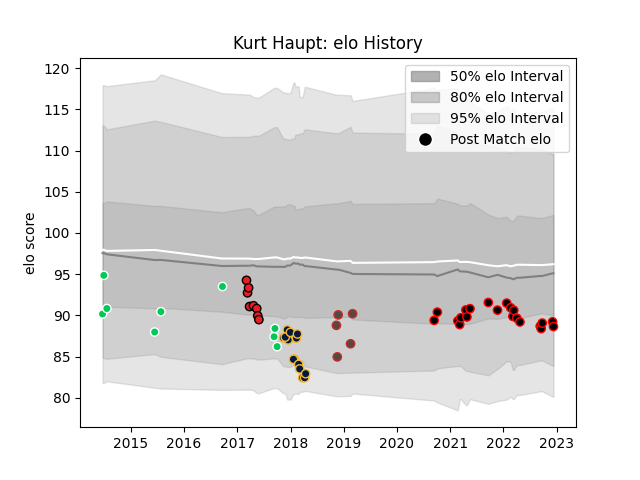 Kurt Haupt: elo History
120
115
110
105
100
95
90
85
80
elo score
50% elo Interval
80% elo Interval
95% elo Interval
Post Match elo
2015 2016 2017 2018 2019 2020 2021 2022 2023